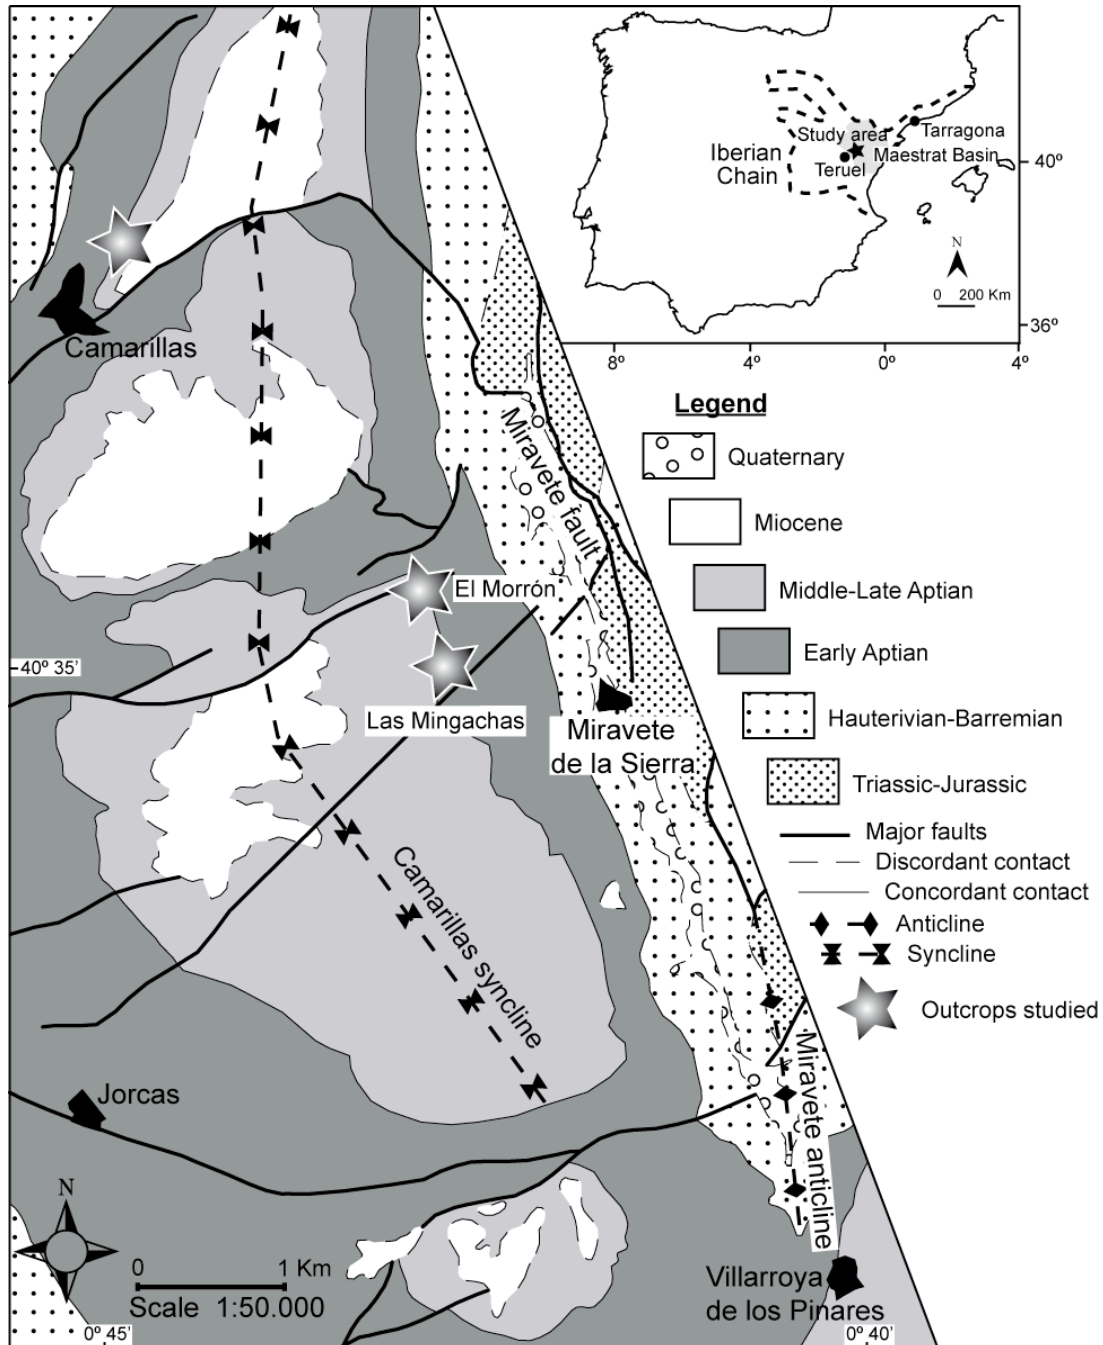 Study area
Tarragona
Iberian
Chain
Teruel
Maestrat Basin
40º
N
0 200 Km
36º
8º
4º
0º
4º
Camarillas
Miravete fault
El Morrón
40º 35'
Las Mingachas
Miravete
de la Sierra
Camarillas syncline
Jorcas
Miravete anticline
N
0 1 Km
Scale 1:50.000
Villarroya
de los Pinares
0º 45'
0º 40'
Legend
Quaternary
Miocene
Middle-Late Aptian
Early Aptian
Hauterivian-Barremian
Triassic-Jurassic
Major faults
Discordant contact
Concordant contact
Anticline
Syncline
Outcrops studied